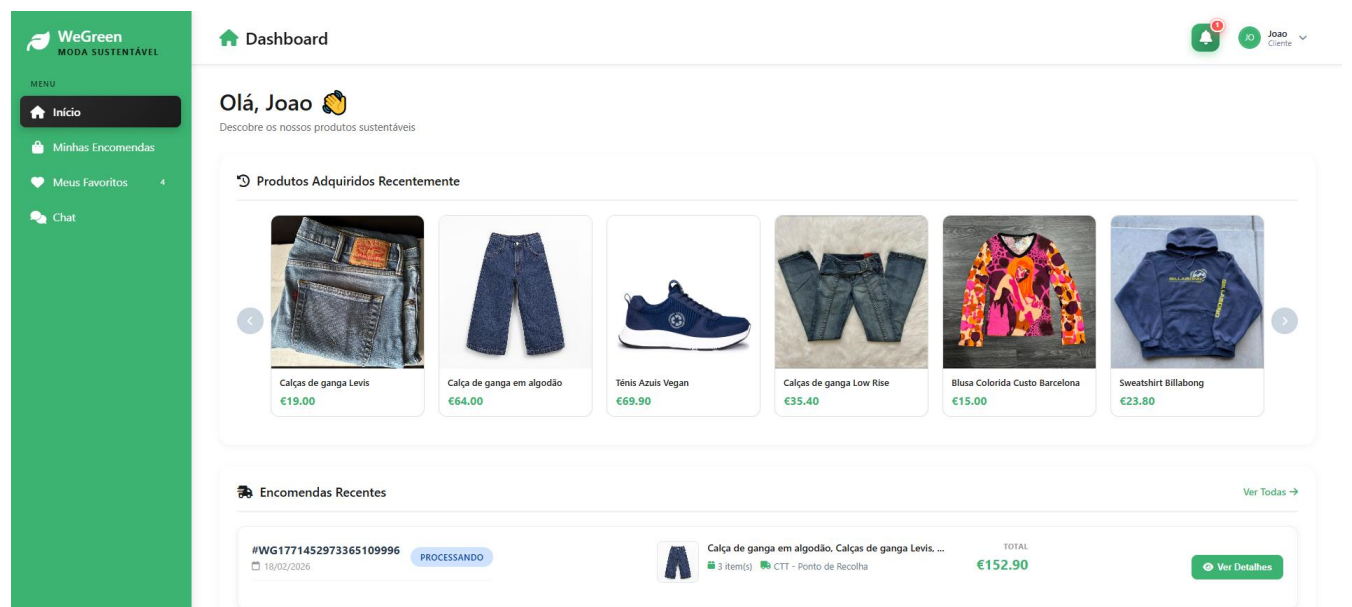 WeGreen
MODA SUSTENTÁVEL
Dashboard
1
JO
Joao
Cliente
MENU
Início
Minhas Encomendas
Meus Favoritos 4
Chat
Olá, Joao
Descobre os nossos produtos sustentáveis
Produtos Adquiridos Recentemente
Calças de ganga Levis
€19.00
Calça de ganga em algodão
€64.00
Ténis Azuis Vegan
€69.90
Calças de ganga Low Rise
€35.40
Blusa Colorida Custo Barcelona
€15.00
BILLABONG
Sweatshirt Billabong
€23.80
Encomendas Recentes
Ver Todas
#WG1771452973365109996
18/02/2026
PROCESSANDO
Calça de ganga em algodão, Calças de ganga Levis, ...
3 item(s) CTT - Ponto de Recolha
TOTAL
€152.90
Ver Detalhes